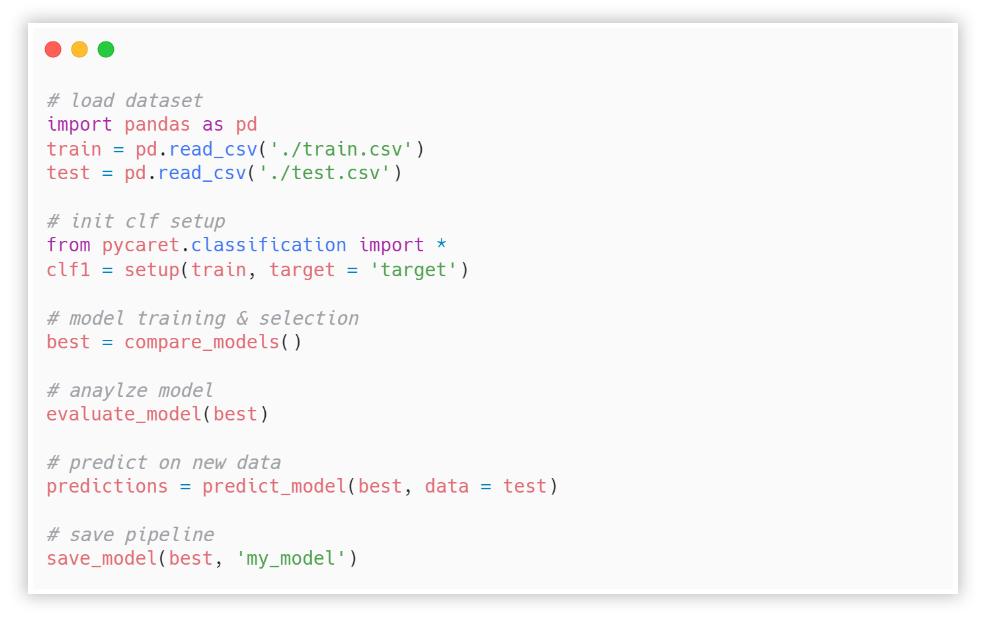 # load dataset
import pandas as pd
train = pd.read_csv('./train.csv')
test = pd.read_csv('./test.csv')
# init clf setup
from pycaret.classification import *
clf1 = setup(train, target = 'target')
# model training & selection
best = compare_models()
# anaylze model
evaluate_model(best)
# predict on new data
predictions = predict_model(best, data = test)
# save pipeline
save_model(best, 'my_model')